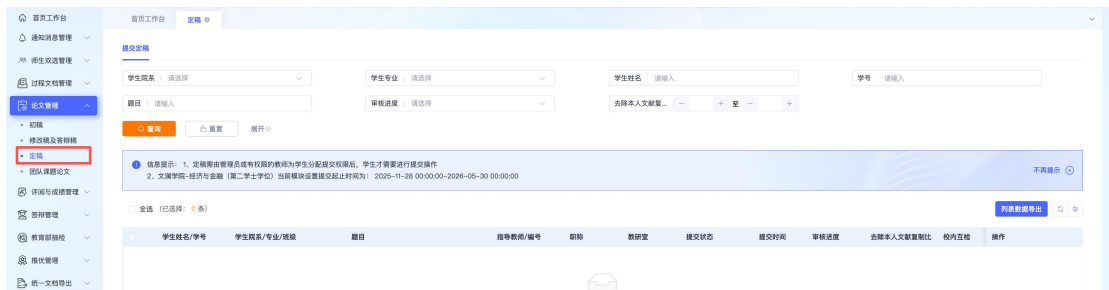 首页工作台
通知消息管理
师生双选管理
过程文档管理
论文管理
初稿
修改稿及答辩稿
定稿
团队课题论文
评阅与成绩管理
答辩管理
教育部抽检
推优管理
统一文档导出
首页工作台 定稿
提交定稿
学生院系 请选择 学生专业 请选择 学生姓名 请输入 学号 请输入
题目 请输入 审核进度 请选择 去除本人文献复... － ＋ 至 － ＋
查询 重置 展开
信息提示： 1、定稿需由管理员或有权限的教师为学生分配提交权限后，学生才需要进行提交操作
2、文澜学院-经济与金融（第二学士学位）当前模块设置提交起止时间为： 2025-11-28 00:00:00~2026-05-30 00:00:00
不再提示
全选 （已选择： 0 条） 列表数据导出
学生姓名/学号 学生院系/专业/班级 题目 指导教师/编号 职称 教研室 提交状态 提交时间 审核进度 去除本人文献复制比 校内互检 操作